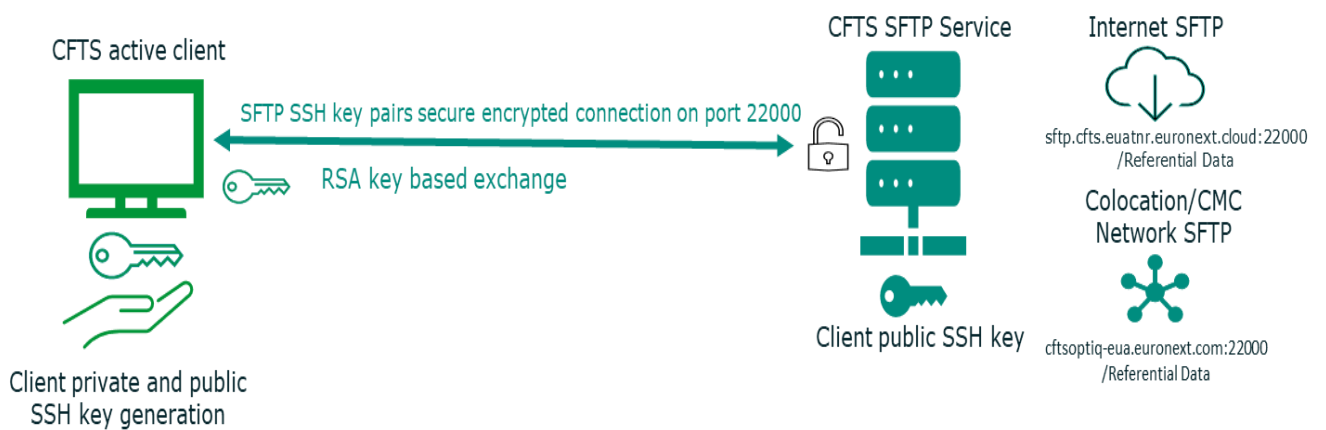 CFTS active client
SFTP SSH key pairs secure encrypted connection on port 22000
RSA key based exchange
Client private and public
SSH key generation
CFTS SFTP Service
Client public SSH key
Internet SFTP
sftp.cfts.euatnr.euronext.cloud:22000
/Referential Data
Colocation/CMC
Network SFTP
cftsoptiq-eua.euronext.com:22000
/Referential Data